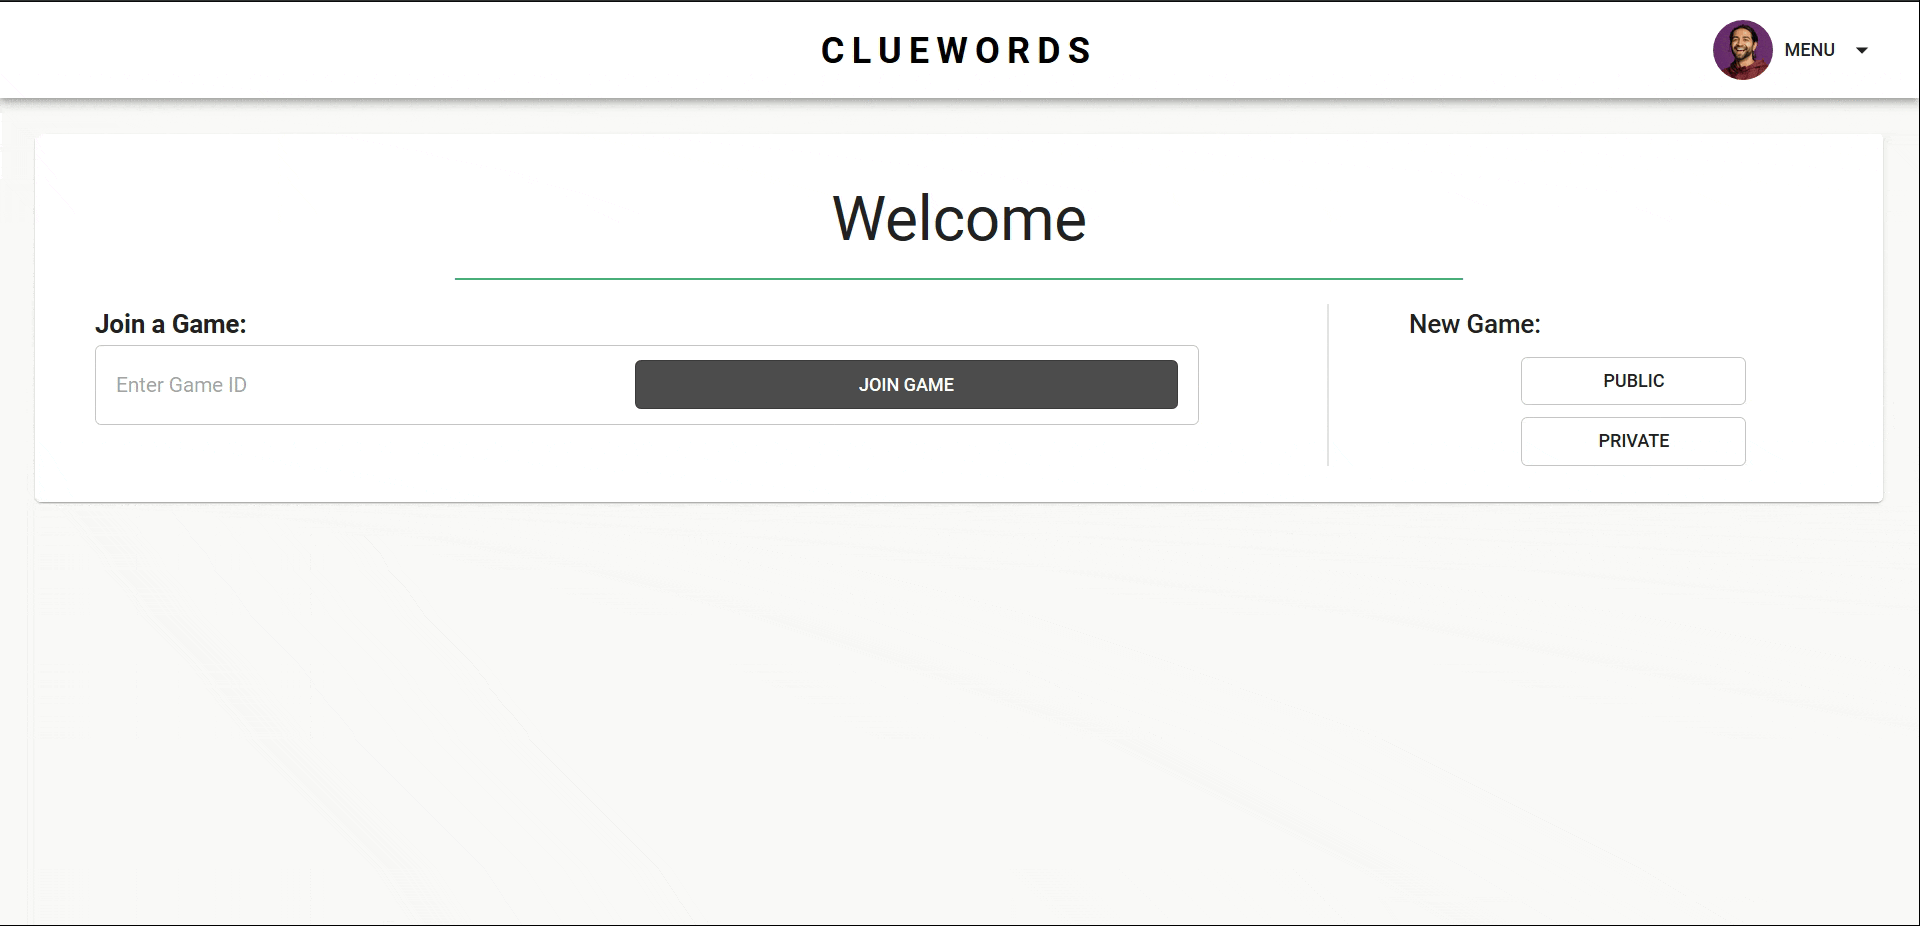 CLUEWORDS
MENU
Welcome
Join a Game:
Enter Game ID
JOIN GAME
New Game:
PUBLIC
PRIVATE